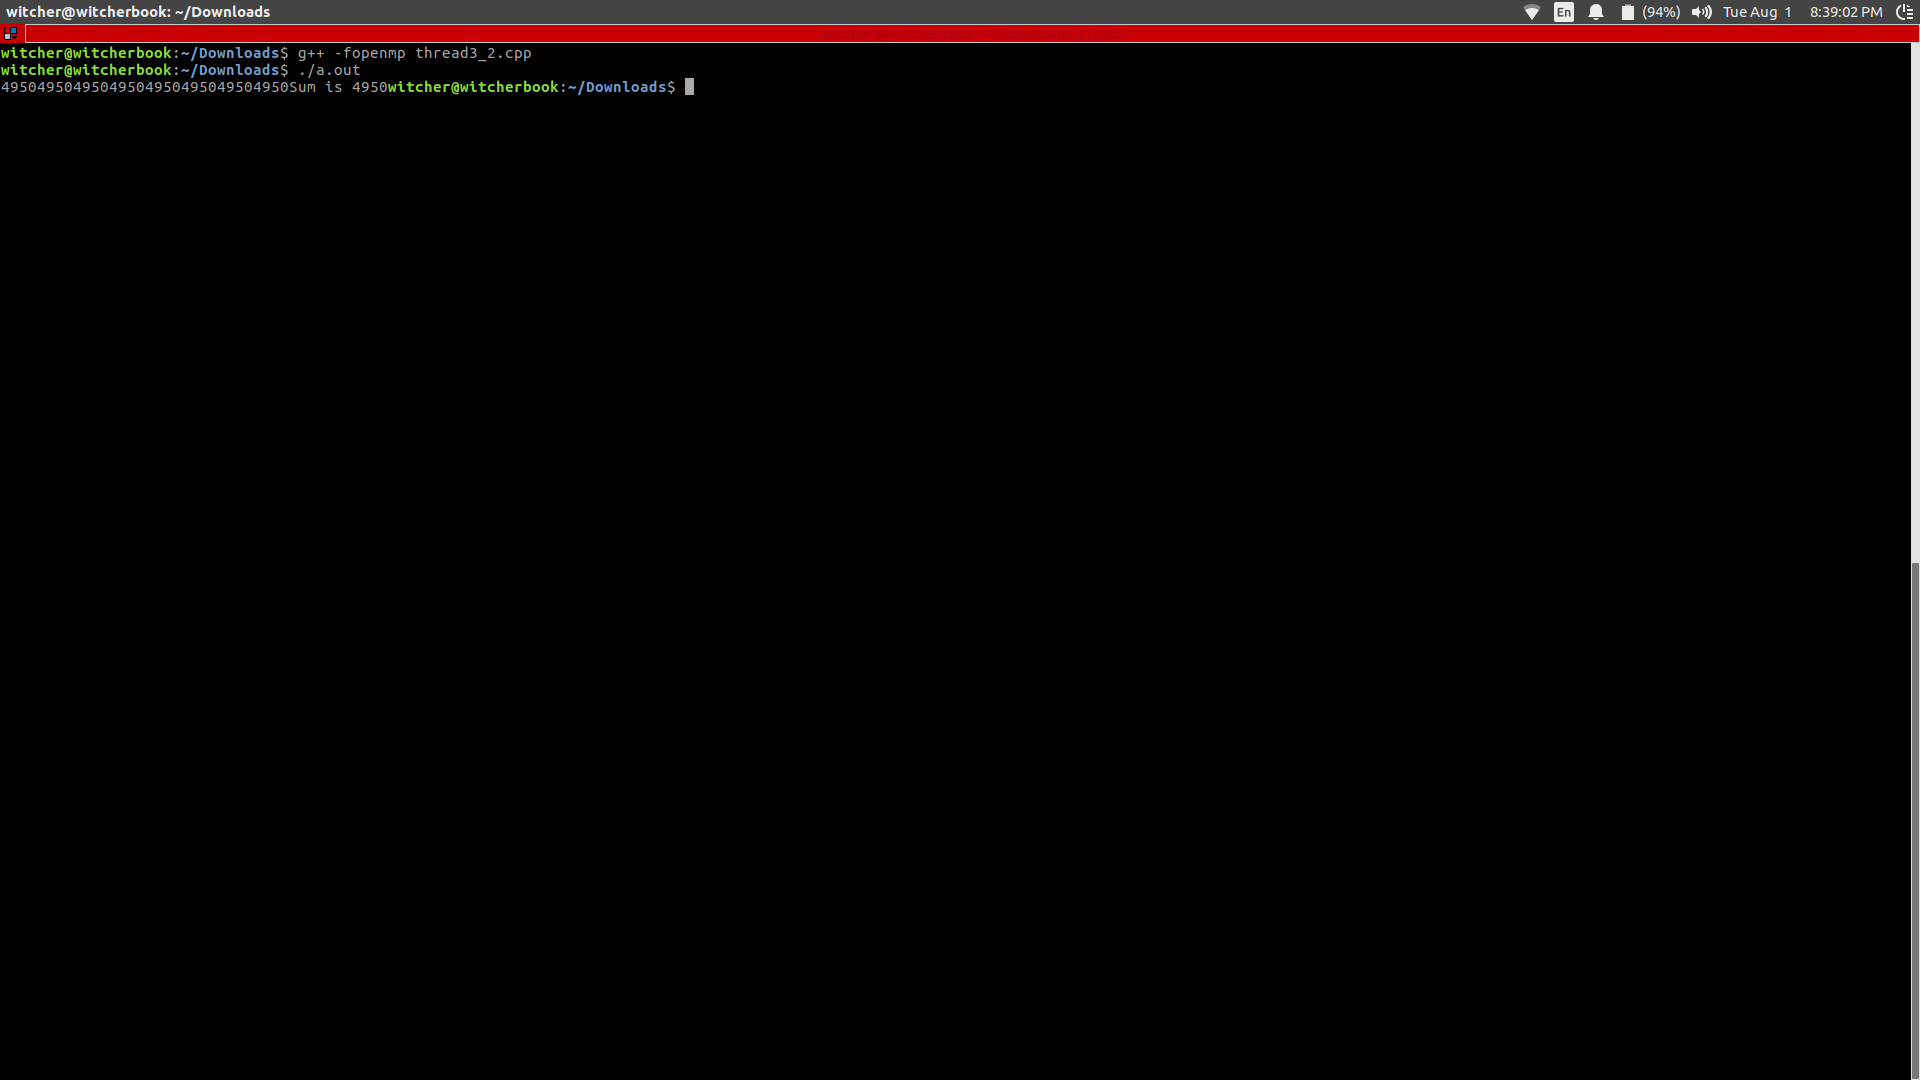 witcher@witcherbook: ~/Downloads En (94%) Tue Aug 1 8:39:02 PM
witcher@witcherbook:~/Downloads$ g++ -fopenmp thread3_2.cpp
witcher@witcherbook:~/Downloads$ ./a.out
49504950495049504950495049504950Sum is 4950witcher@witcherbook:~/Downloads$